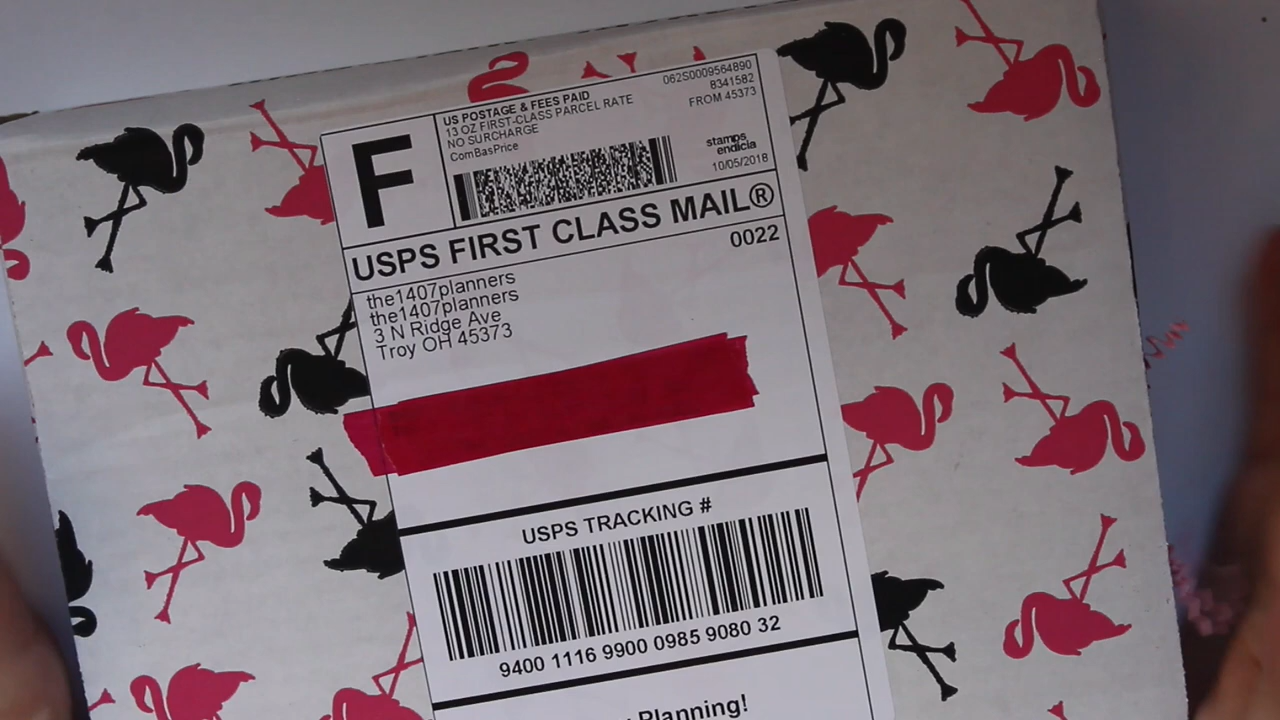 F
US POSTAGE & FEES PAID
13 OZ FIRST-CLASS PARCEL RATE
NO SURCHARGE
ComBasPrice
062S0009564890
8341582
FROM 45373
stamps
endicia
10/05/2018
USPS FIRST CLASS MAIL®
0022
the1407planners
the1407planners
3 N Ridge Ave
Troy OH 45373
USPS TRACKING #
9400 1116 9900 0985 9080 32
Planning!